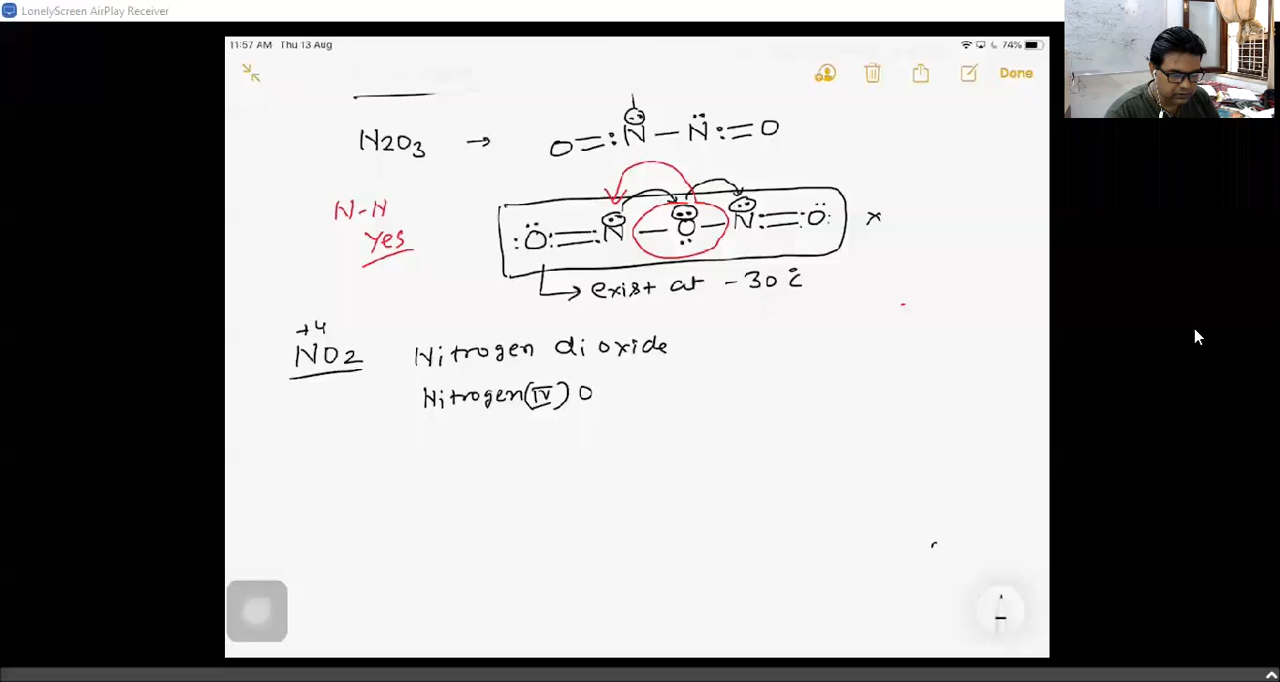 LonelyScreen AirPlay Receiver
11:57 AM Thu 13 Aug
74%
Done
N2O3 → O=:N̈—N̈:=O
N-N
Yes
:Ö:=:N̈—Ö—N̈:=:Ö: ×
→ exist at -30°C
+4
NO2 Nitrogen dioxide
Nitrogen(IV) O